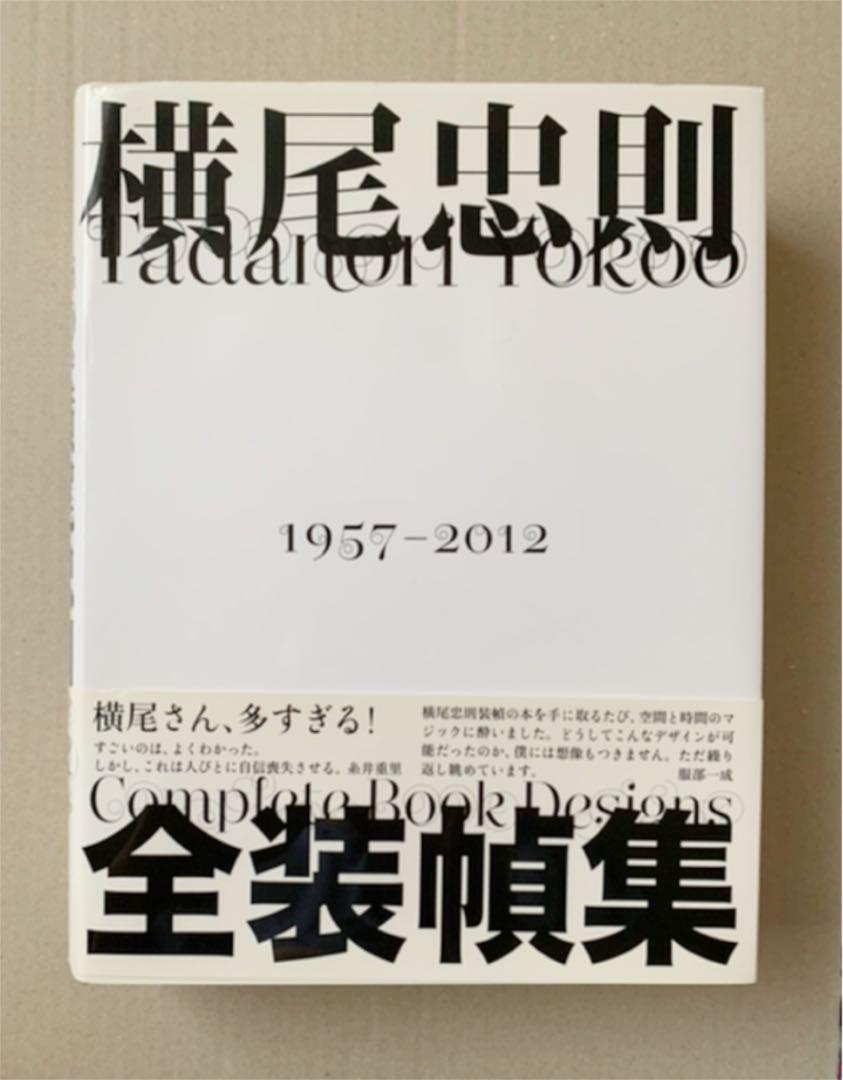 横尾忠則
Tadanori Yokoo
1957–2012
横尾さん、多すぎる！
すごいのは、よくわかった。
しかし、これは人びとに自信喪失させる。糸井重里
横尾忠則装幀の本を手に取るたび、空間と時間のマ
ジックに酔いました。どうしてこんなデザインが可
能だったのか、僕には想像もつきません。ただ繰り
返し眺めています。 服部一成
Complete Book Designs
全装幀集